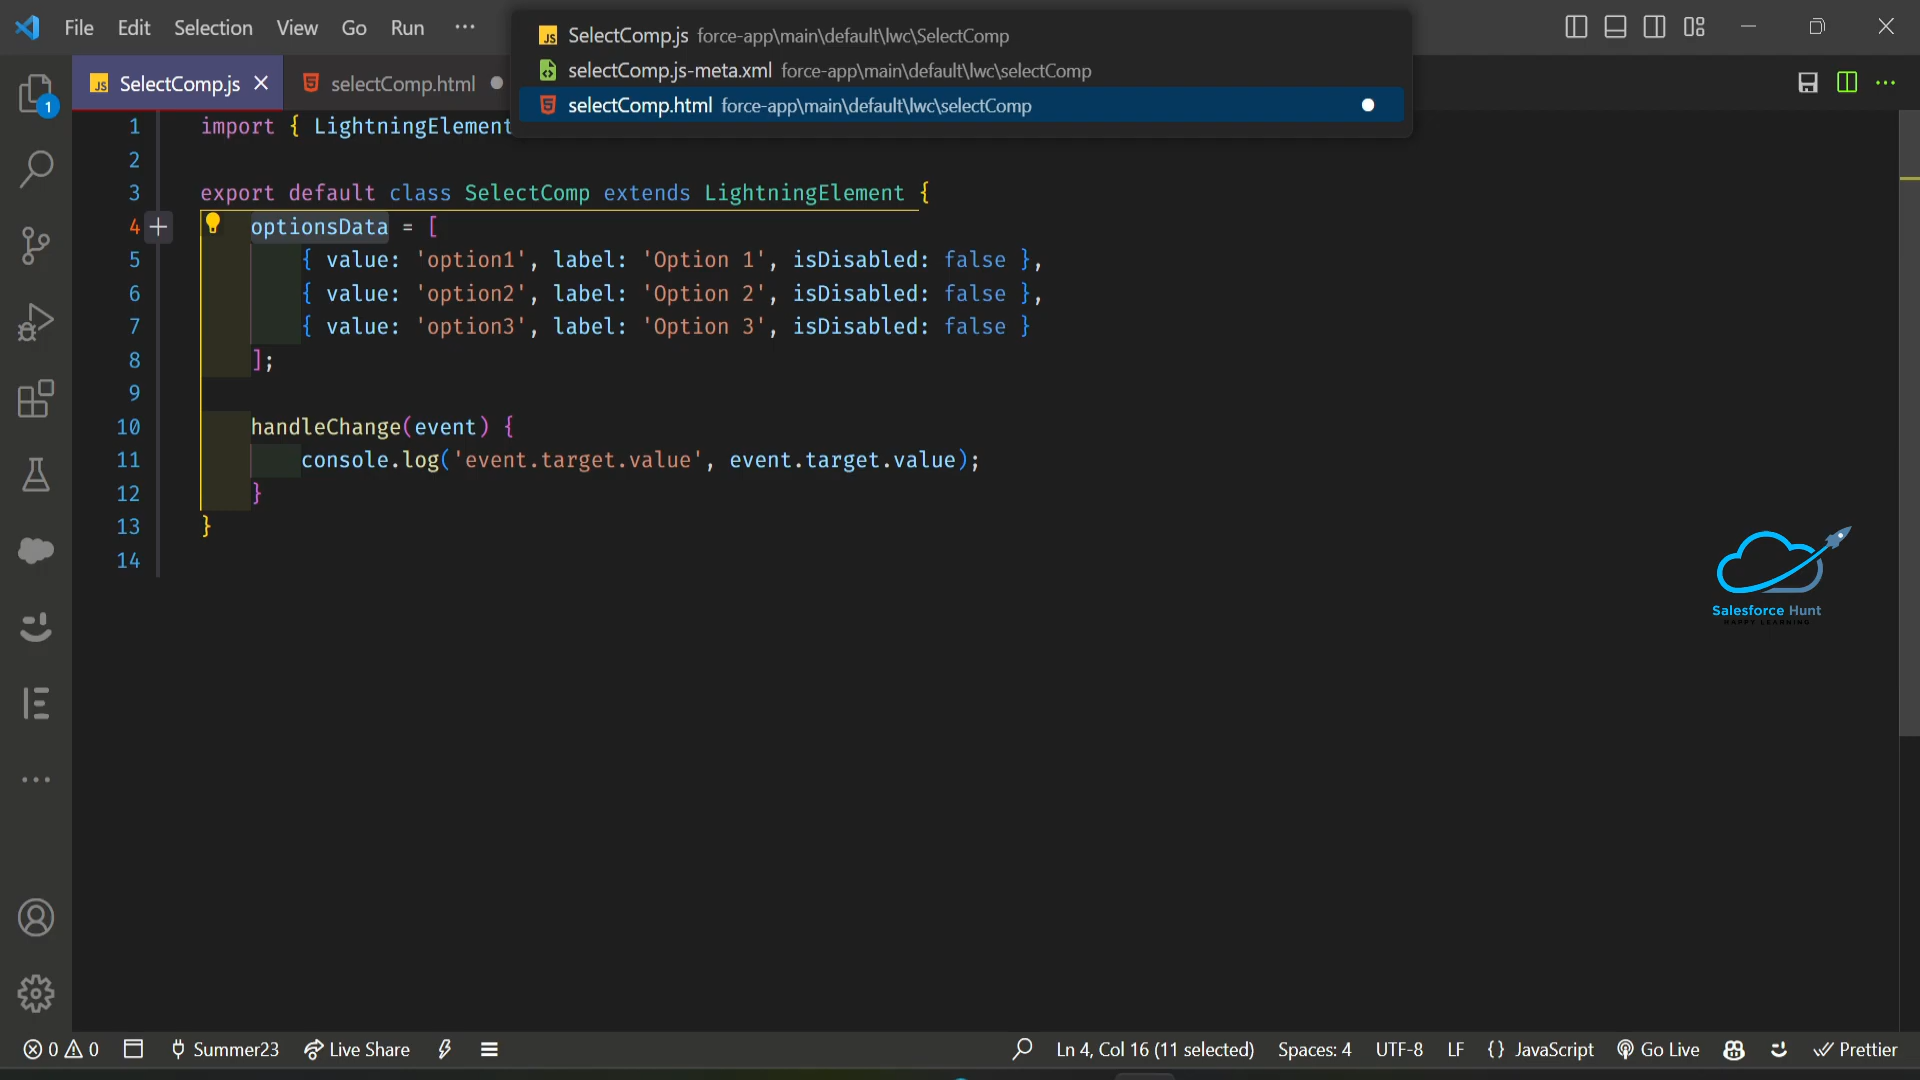 File Edit Selection View Go Run ···
SelectComp.js force-app\main\default\lwc\SelectComp
selectComp.js-meta.xml force-app\main\default\lwc\selectComp
selectComp.html force-app\main\default\lwc\selectComp
SelectComp.js selectComp.html
1
1 import { LightningElement
2
3 export default class SelectComp extends LightningElement {
4 optionsData = [
5 { value: 'option1', label: 'Option 1', isDisabled: false },
6 { value: 'option2', label: 'Option 2', isDisabled: false },
7 { value: 'option3', label: 'Option 3', isDisabled: false }
8 ];
9
10 handleChange(event) {
11 console.log('event.target.value', event.target.value);
12 }
13 }
14
Salesforce Hunt
HAPPY LEARNING
0 0 Summer23 Live Share Ln 4, Col 16 (11 selected) Spaces: 4 UTF-8 LF {} JavaScript Go Live Prettier